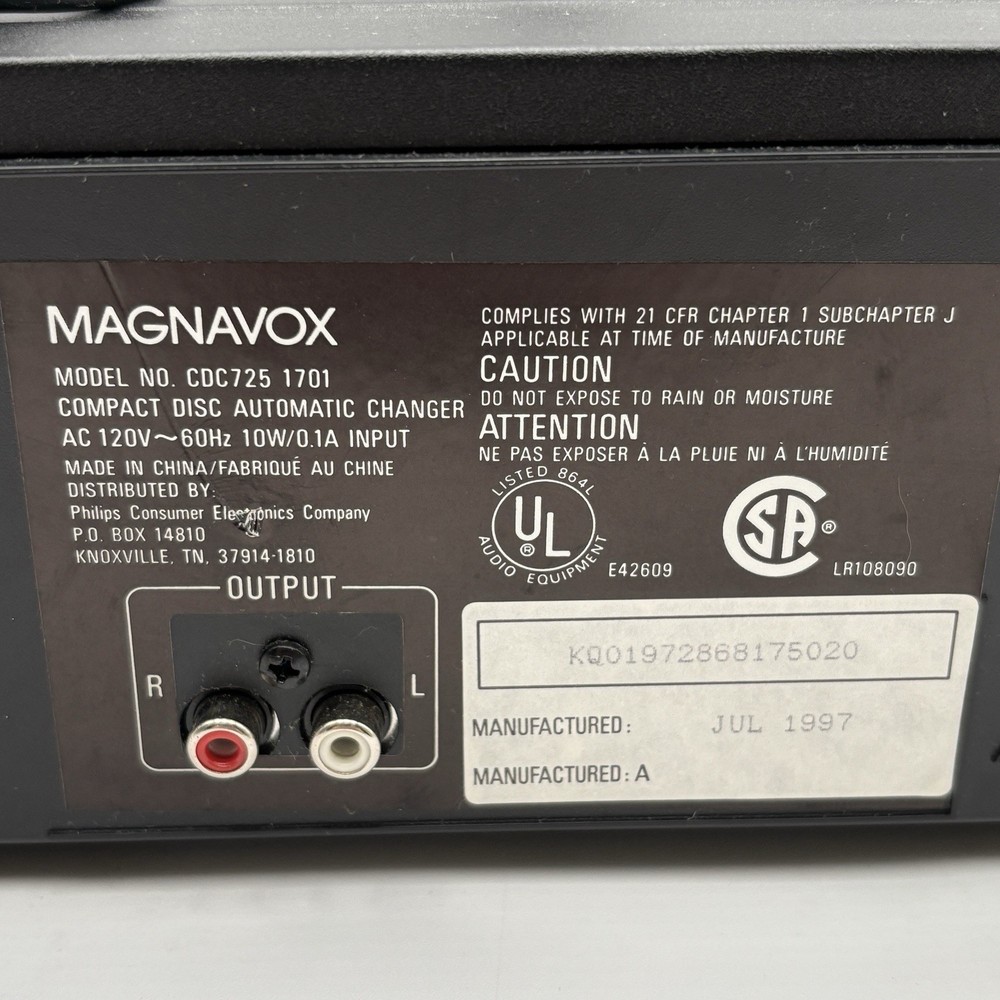 MAGNAVOX
MODEL NO. CDC725 1701
COMPACT DISC AUTOMATIC CHANGER
AC 120V~60Hz 10W/0.1A INPUT
MADE IN CHINA/FABRIQUÉ AU CHINE
DISTRIBUTED BY:
Philips Consumer Electronics Company
P.O. BOX 14810
KNOXVILLE, TN, 37914-1810
OUTPUT
R
L
COMPLIES WITH 21 CFR CHAPTER 1 SUBCHAPTER J
APPLICABLE AT TIME OF MANUFACTURE
CAUTION
DO NOT EXPOSE TO RAIN OR MOISTURE
ATTENTION
NE PAS EXPOSER À LA PLUIE NI À L'HUMIDITÉ
LISTED 864L
UL®
AUDIO EQUIPMENT
E42609
SA®
LR108090
KQ01972868175020
MANUFACTURED: JUL 1997
MANUFACTURED: A